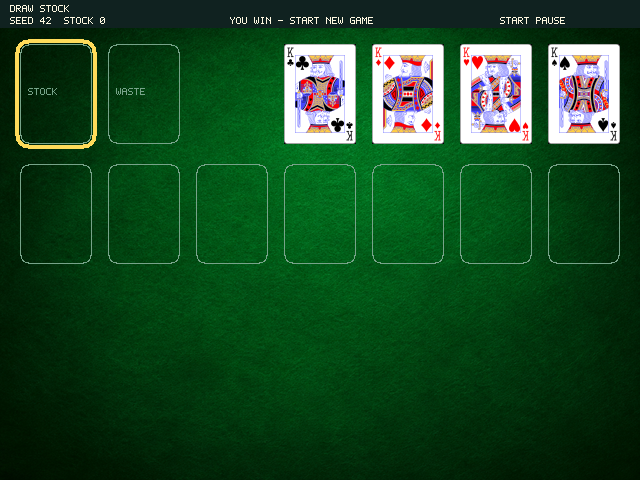 DRAW STOCK
SEED 42 STOCK 0 YOU WIN - START NEW GAME START PAUSE
STOCK
WASTE
K K K K
K K K K